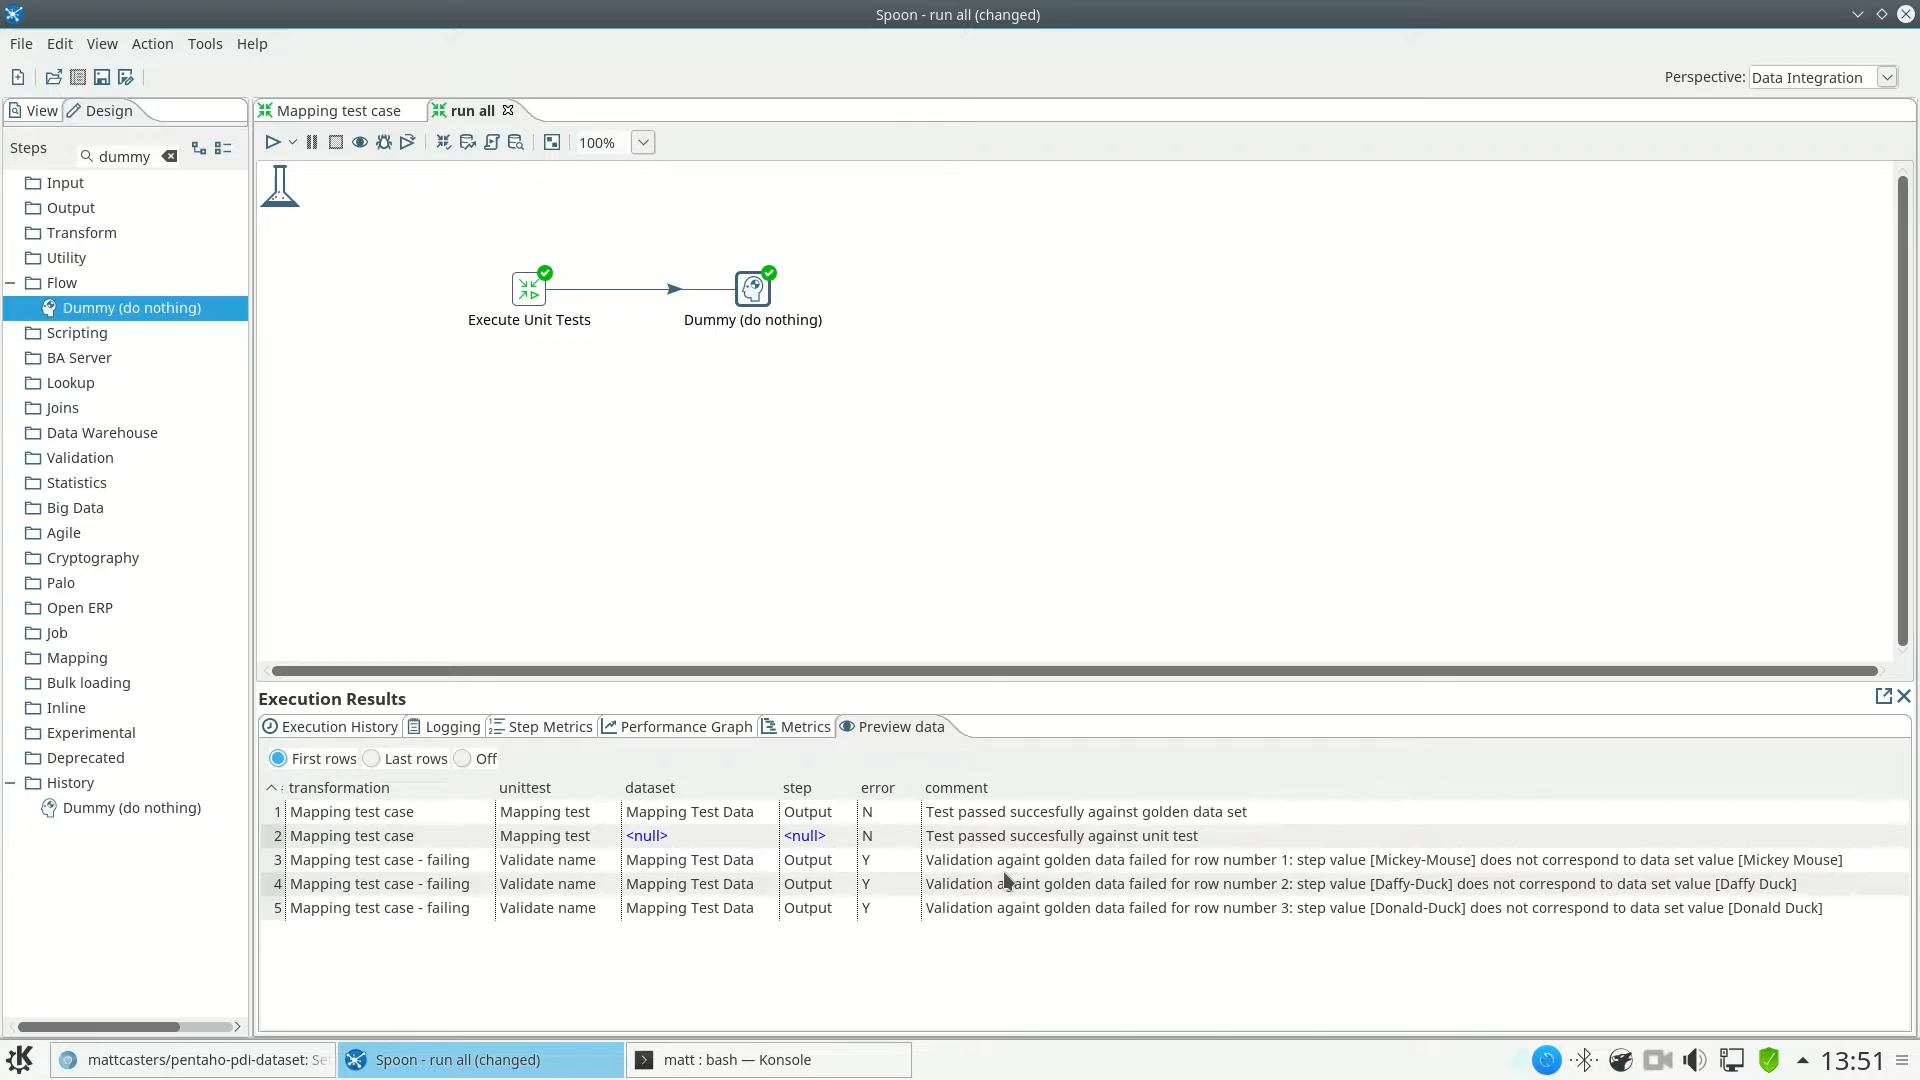 Spoon - run all (changed)
File Edit View Action Tools Help
Perspective: Data Integration
View Design
Mapping test case run all
Steps dummy
100%
Input
Output
Transform
Utility
Flow
Dummy (do nothing)
Scripting
BA Server
Lookup
Joins
Data Warehouse
Validation
Statistics
Big Data
Agile
Cryptography
Palo
Open ERP
Job
Mapping
Bulk loading
Inline
Experimental
Deprecated
History
Dummy (do nothing)
Execute Unit Tests Dummy (do nothing)
Execution Results
Execution History Logging Step Metrics Performance Graph Metrics Preview data
First rows Last rows Off
transformation unittest dataset step error comment
1 Mapping test case Mapping test Mapping Test Data Output N Test passed succesfully against golden data set
2 Mapping test case Mapping test <null> <null> N Test passed succesfully against unit test
3 Mapping test case - failing Validate name Mapping Test Data Output Y Validation againt golden data failed for row number 1: step value [Mickey-Mouse] does not correspond to data set value [Mickey Mouse]
4 Mapping test case - failing Validate name Mapping Test Data Output Y Validation againt golden data failed for row number 2: step value [Daffy-Duck] does not correspond to data set value [Daffy Duck]
5 Mapping test case - failing Validate name Mapping Test Data Output Y Validation againt golden data failed for row number 3: step value [Donald-Duck] does not correspond to data set value [Donald Duck]
mattcasters/pentaho-pdi-dataset: Spoon - run all (changed) matt : bash — Konsole 13:51